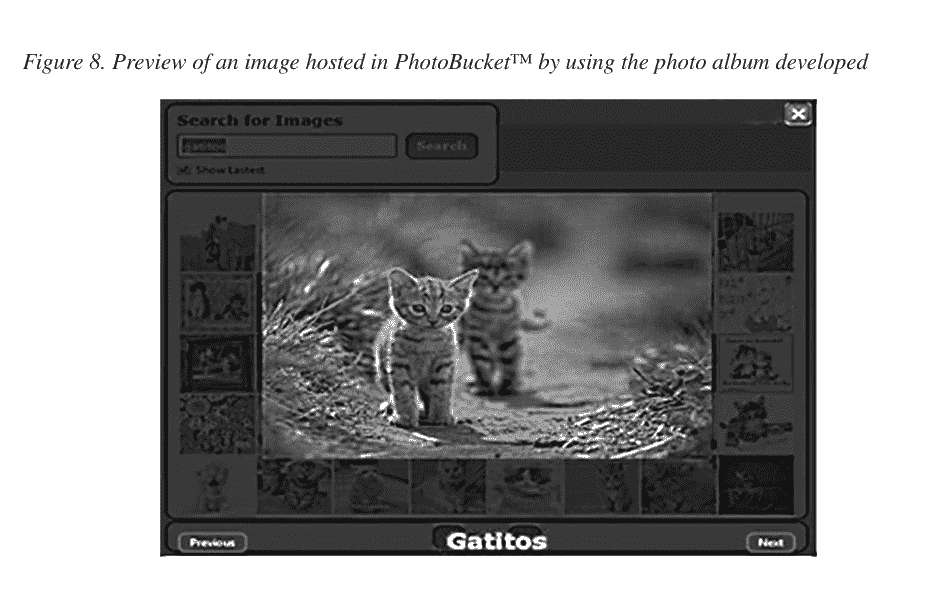 Figure 8. Preview of an image hosted in PhotoBucket™ by using the photo album developed
Search for Images
gatitos
Search
Show Lastest
Previous
Gatitos
Next